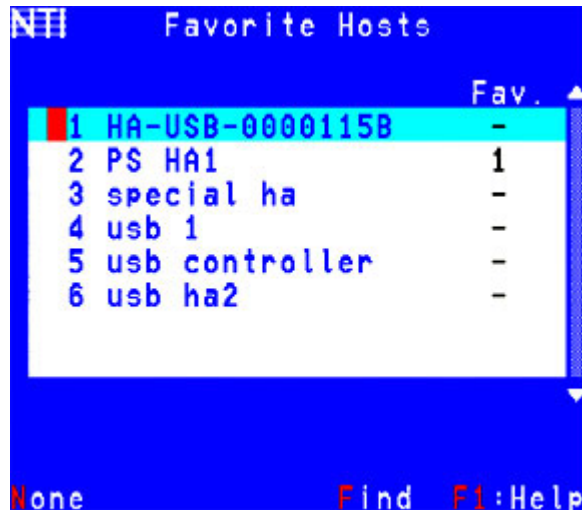 NTI Favorite Hosts
Fav.
1 HA-USB-0000115B -
2 PS HA1 1
3 special ha -
4 usb 1 -
5 usb controller -
6 usb ha2 -
None Find F1:Help